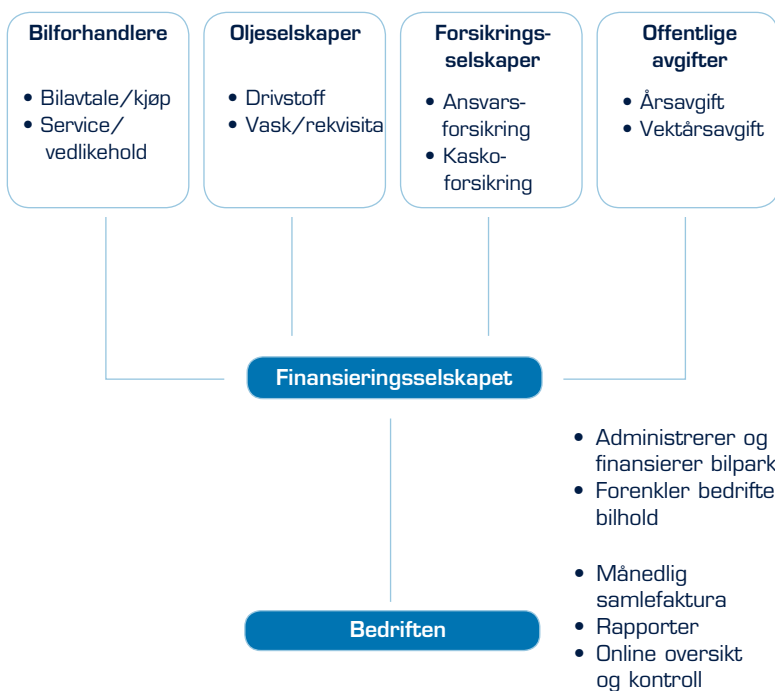 Bilforhandlere
• Bilavtale/kjøp
• Service/
vedlikehold
Oljeselskaper
• Drivstoff
• Vask/rekvisita
Forsikrings-
selskaper
• Ansvars-
forsikring
• Kasko-
forsikring
Offentlige
avgifter
• Årsavgift
• Vektårsavgift
Finansieringsselskapet
• Administrerer og
finansierer bilpark
• Forenkler bedrifte
bilhold
Bedriften
• Månedlig
samlefaktura
• Rapporter
• Online oversikt
og kontroll